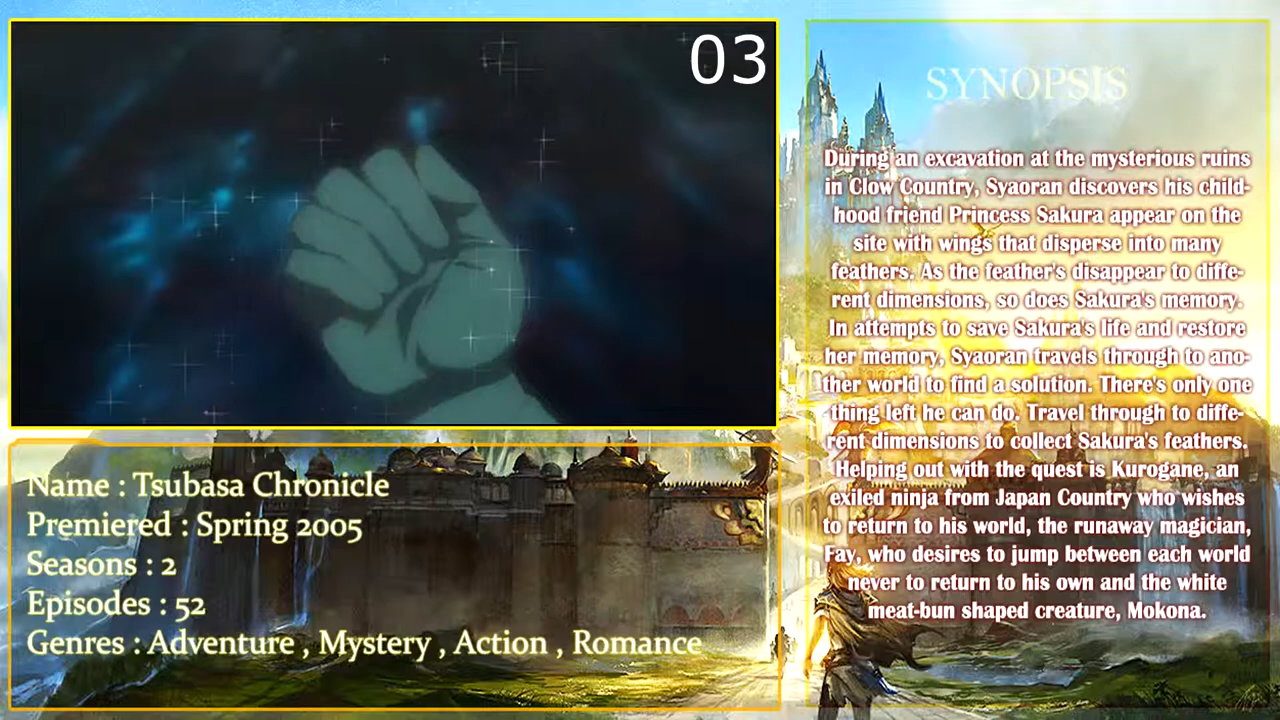 03
SYNOPSIS
During an excavation at the mysterious ruins
in Clow Country, Syaoran discovers his child-
hood friend Princess Sakura appear on the
site with wings that disperse into many
feathers. As the feather's disappear to diffe-
rent dimensions, so does Sakura's memory.
In attempts to save Sakura's life and restore
her memory, Syaoran travels through to ano-
ther world to find a solution. There's only one
thing left he can do. Travel through to diffe-
rent dimensions to collect Sakura's feathers.
Helping out with the quest is Kurogane, an
exiled ninja from Japan Country who wishes
to return to his world, the runaway magician,
Fay, who desires to jump between each world
never to return to his own and the white
meat-bun shaped creature, Mokona.
Name : Tsubasa Chronicle
Premiered : Spring 2005
Seasons : 2
Episodes : 52
Genres : Adventure , Mystery , Action , Romance